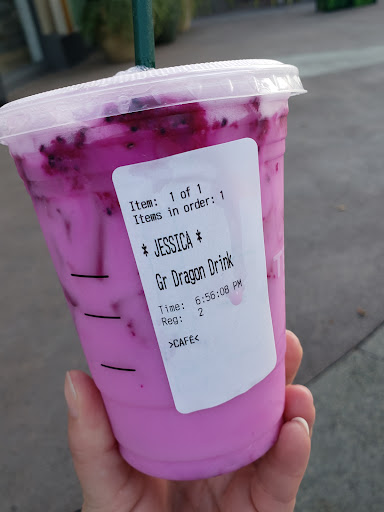 Item: 1 of 1
Items in order: 1
* JESSICA *
Gr Dragon Drink
Time: 6:56:08 PM
Reg: 2
>CAFE<